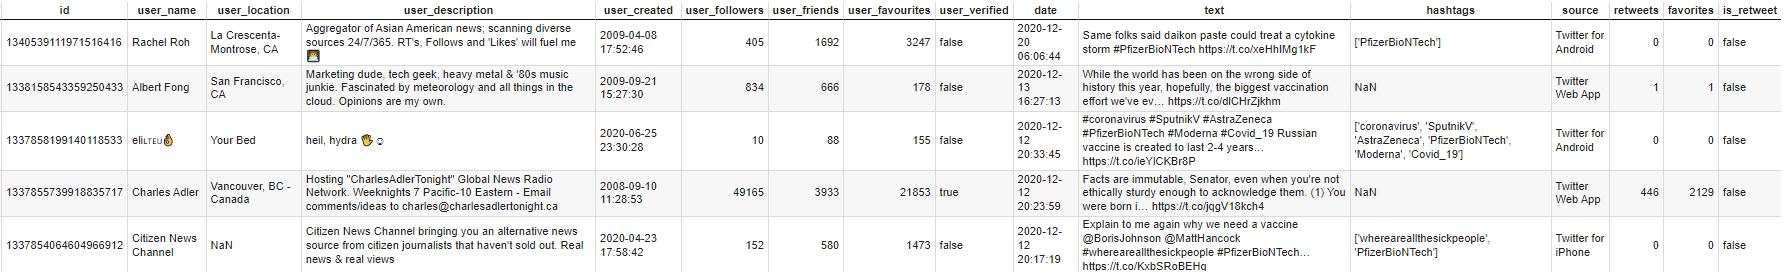 id user_name user_location user_description user_created user_followers user_friends user_favourites user_verified date text hashtags source retweets favorites is_retweet
1340539111971516416 Rachel Roh La Crescenta-
Montrose, CA Aggregator of Asian American news; scanning diverse
sources 24/7/365. RT's, Follows and 'Likes' will fuel me
👨🏻‍💻 2009-04-08
17:52:46 405 1692 3247 false 2020-12-
20
06:06:44 Same folks said daikon paste could treat a cytokine
storm #PfizerBioNTech https://t.co/xeHhIMg1kF ['PfizerBioNTech'] Twitter for
Android 0 0 false
1338158543359250433 Albert Fong San Francisco,
CA Marketing dude, tech geek, heavy metal & '80s music
junkie. Fascinated by meteorology and all things in the
cloud. Opinions are my own. 2009-09-21
15:27:30 834 666 178 false 2020-12-
13
16:27:13 While the world has been on the wrong side of
history this year, hopefully, the biggest vaccination
effort we've ev… https://t.co/dlCHrZjkhm NaN Twitter
Web App 1 1 false
1337858199140118533 eliʟᴛᴇᴜ Your Bed heil, hydra 🖐☺ 2020-06-25
23:30:28 10 88 155 false 2020-12-
12
20:33:45 #coronavirus #SputnikV #AstraZeneca
#PfizerBioNTech #Moderna #Covid_19 Russian
vaccine is created to last 2-4 years…
https://t.co/ieYlCKBr8P ['coronavirus', 'SputnikV',
'AstraZeneca', 'PfizerBioNTech',
'Moderna', 'Covid_19'] Twitter for
Android 0 0 false
1337855739918835717 Charles Adler Vancouver, BC -
Canada Hosting "CharlesAdlerTonight" Global News Radio
Network. Weeknights 7 Pacific-10 Eastern - Email
comments/ideas to charles@charlesadlertonight.ca 2008-09-10
11:28:53 49165 3933 21853 true 2020-12-
12
20:23:59 Facts are immutable, Senator, even when you're not
ethically sturdy enough to acknowledge them. (1) You
were born i… https://t.co/jqgV18kch4 NaN Twitter
Web App 446 2129 false
1337854064604966912 Citizen News
Channel NaN Citizen News Channel bringing you an alternative news
source from citizen journalists that haven't sold out. Real
news & real views 2020-04-23
17:58:42 152 580 1473 false 2020-12-
12
20:17:19 Explain to me again why we need a vaccine
@BorisJohnson @MattHancock
#whereareallthesickpeople #PfizerBioNTech…
https://t.co/KxbSRoBEHq ['whereareallthesickpeople',
'PfizerBioNTech'] Twitter for
iPhone 0 0 false